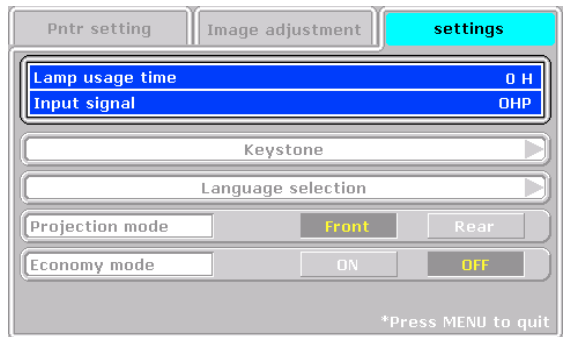 Pntr setting Image adjustment settings
Lamp usage time 0 H
Input signal OHP
Keystone
Language selection
Projection mode Front Rear
Economy mode ON OFF
*Press MENU to quit